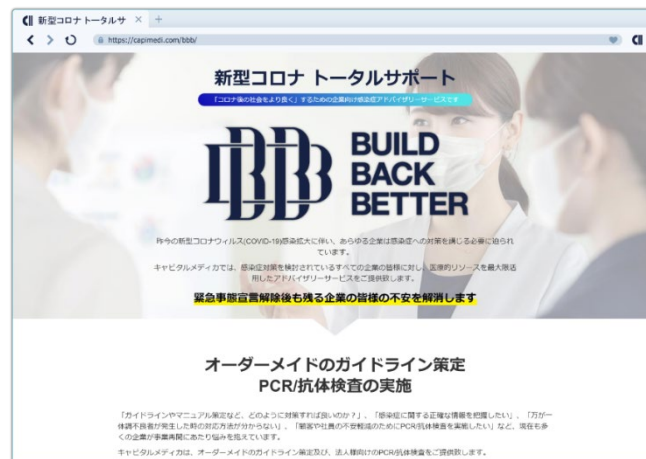 新型コロナ トータルサ × +
https://capimedi.com/bbb/
新型コロナ トータルサポート
「コロナ後の社会をより良く」するための企業向け感染症アドバイザリーサービスです
BBB BUILD
BACK
BETTER
昨今の新型コロナウィルス(COVID-19)感染拡大に伴い、あらゆる企業は感染症への対策を講じる必要に迫られ
ています。
キャピタルメディカでは、感染症対策を検討されているすべての企業の皆様に対し、医療的リソースを最大限活
用したアドバイザリーサービスをご提供致します。
緊急事態宣言解除後も残る企業の皆様の不安を解消します
オーダーメイドのガイドライン策定
PCR/抗体検査の実施
「ガイドラインやマニュアル策定など、どのように対策すれば良いのか？」、「感染症に関する正確な情報を把握したい」、「万が一
体調不良者が発生した時の対応方法が分からない」、「顧客や社員の不安軽減のためにPCR/抗体検査を実施したい」など、現在も多
くの企業が事業再開にあたり悩みを抱えています。
キャピタルメディカは、オーダーメイドのガイドライン策定及び、法人様向けのPCR/抗体検査をご提供致します。